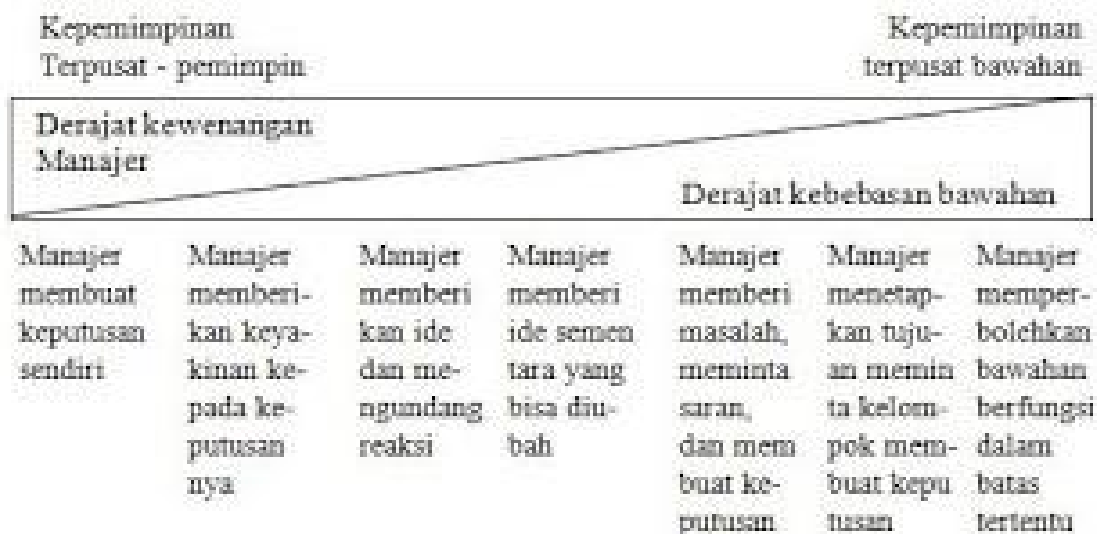 Kepemimpinan
Terpusat - pemimpin
Kepemimpinan
terpusat bawahan
Derajat kewenangan
Manajer
Derajat kebebasan bawahan
Manajer
membuat
keputusan
sendiri
Manajer
memberi-
kan keya-
kinan ke-
pada ke-
putusan
nya
Manajer
memberi
kan ide
dan me-
ngundang
reaksi
Manajer
memberi
ide semen
tara yang
bisa diu-
bah
Manajer
memberi
masalah,
meminta
saran,
dan mem
buat ke-
putusan
Manajer
menetap-
kan tuju-
an memin
ta kelom-
pok mem-
buat kepu
tusan
Manajer
memper-
bolehkan
bawahan
berfungsi
dalam
batas
tertentu